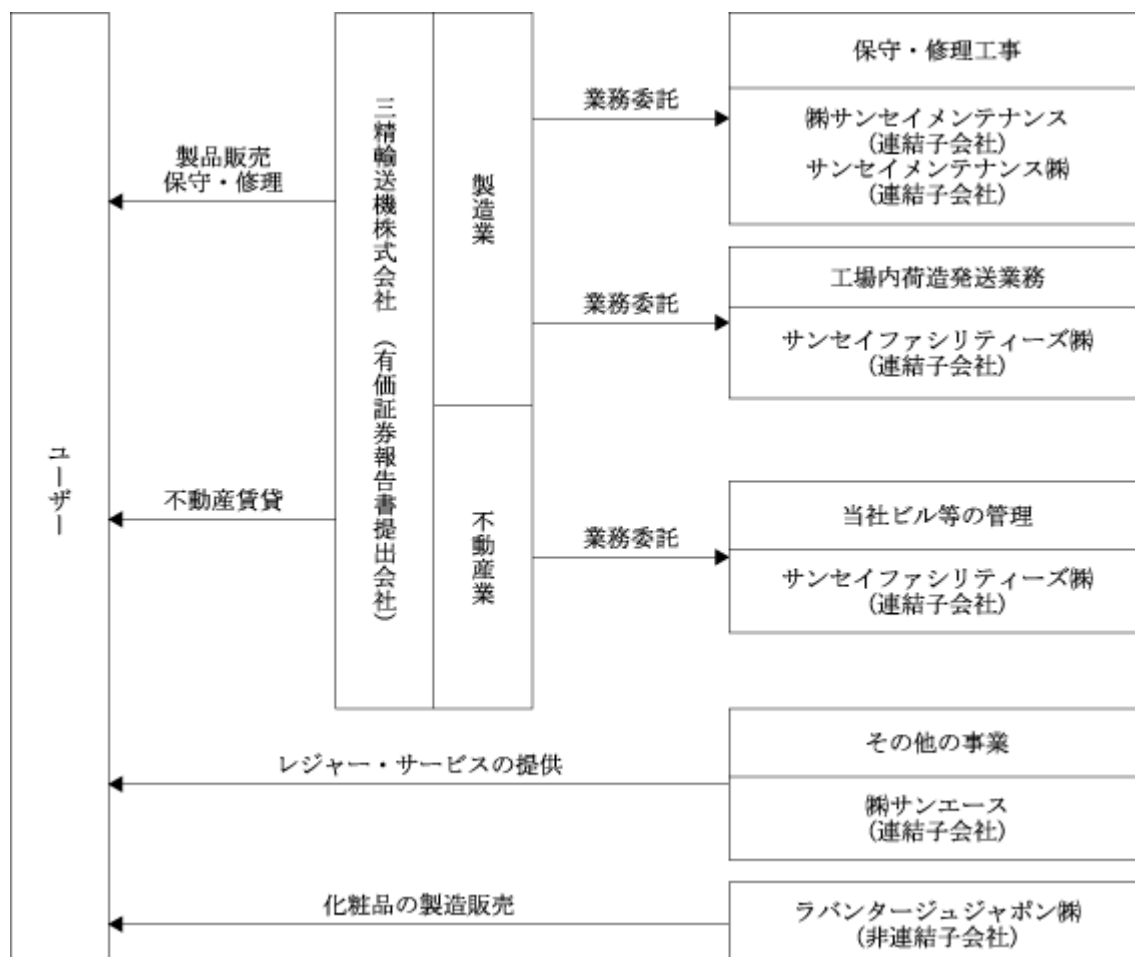 ユーザー
製品販売
保守・修理
不動産賃貸
三精輸送機株式会社 (有価証券報告書提出会社)
製造業
不動産業
業務委託
保守・修理工事
㈱サンセイメンテナンス
(連結子会社)
サンセイメンテナンス㈱
(連結子会社)
業務委託
工場内荷造発送業務
サンセイファシリティーズ㈱
(連結子会社)
業務委託
当社ビル等の管理
サンセイファシリティーズ㈱
(連結子会社)
レジャー・サービスの提供
その他の事業
㈱サンエース
(連結子会社)
化粧品の製造販売
ラバンタージュジャポン㈱
(非連結子会社)